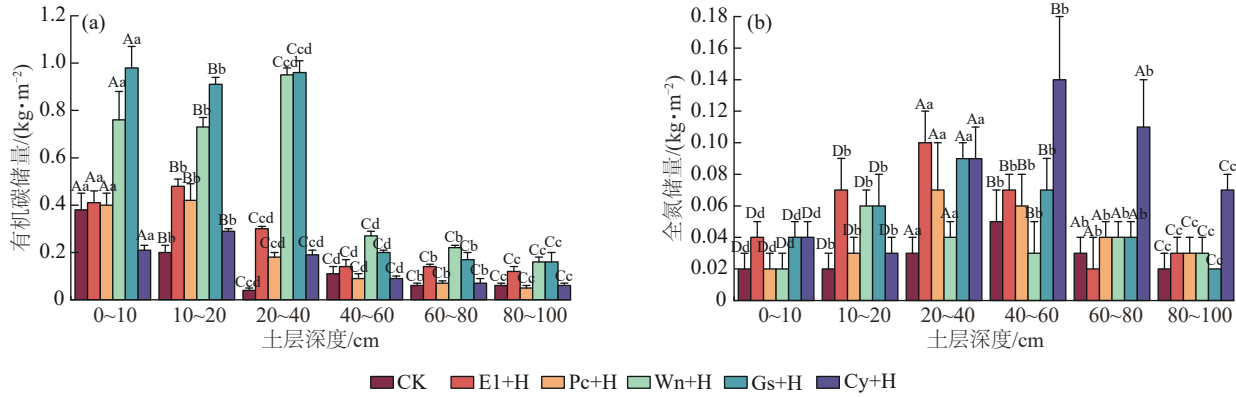 (a)
有机碳储量/(kg·m⁻²)
1.2
1.0
0.8
0.6
0.4
0.2
0
Aa Aa Aa Aa Aa Aa
Bb Bb Bb Bb Bb Bb
Ccd Ccd Ccd Ccd Ccd Ccd
Cd Cd Cd Cd Cd Cd
Cb Cb Cb Cb Cb Cb
Cc Cc Cc Cc Cc Cc
0~10 10~20 20~40 40~60 60~80 80~100
土层深度/cm
(b)
全氮储量/(kg·m⁻²)
0.18
0.16
0.14
0.12
0.10
0.08
0.06
0.04
0.02
0
Dd Dd Dd Dd Dd Dd
Db Db Db Db Db Db
Aa Aa Aa Aa Aa Aa
Bb Bb Bb Bb Bb Bb
Ab Ab Ab Ab Ab Ab
Cc Cc Cc Cc Cc Cc
0~10 10~20 20~40 40~60 60~80 80~100
土层深度/cm
CK E1+H Pc+H Wn+H Gs+H Cy+H